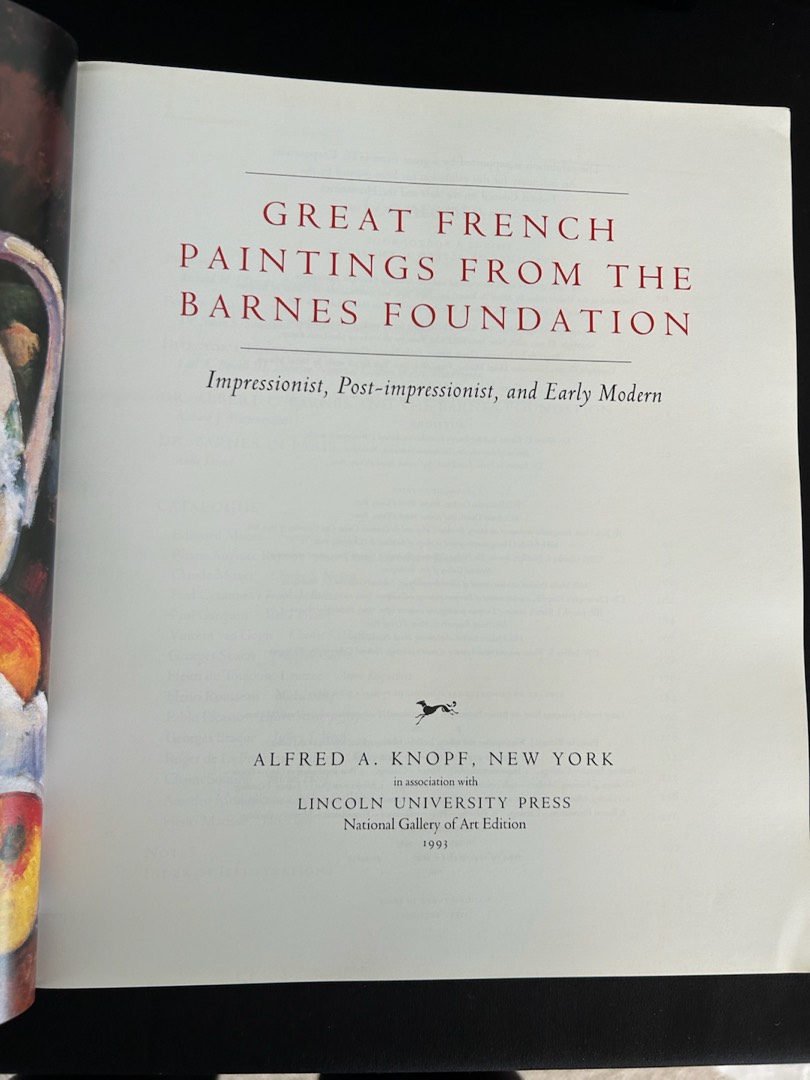 GREAT FRENCH
PAINTINGS FROM THE
BARNES FOUNDATION
Impressionist, Post-impressionist, and Early Modern
ALFRED A. KNOPF, NEW YORK
in association with
LINCOLN UNIVERSITY PRESS
National Gallery of Art Edition
1993